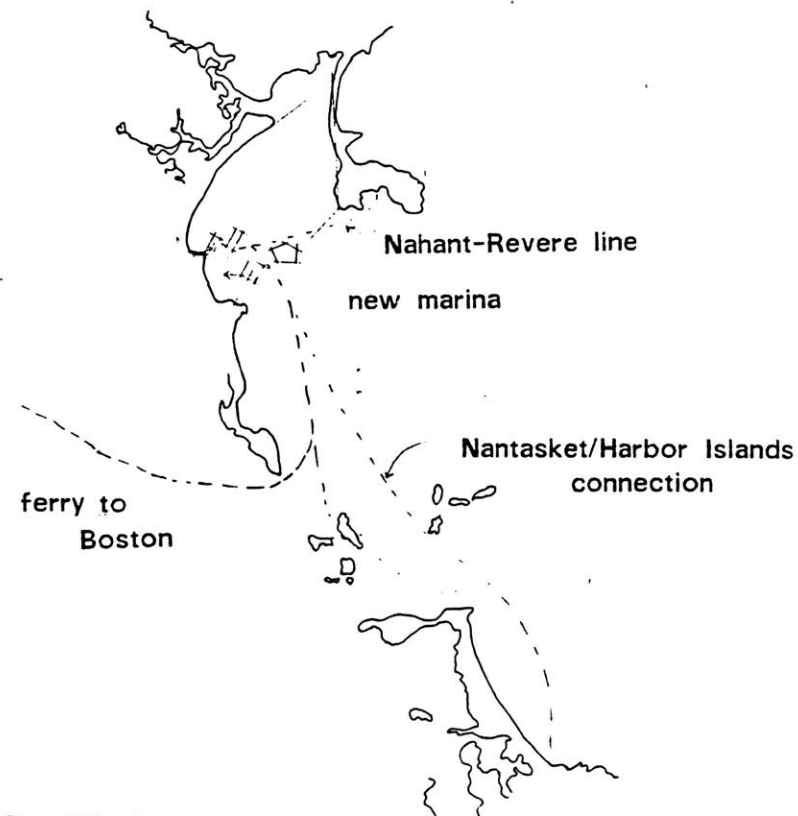 Nahant-Revere line
new marina
Nantasket/Harbor Islands
connection
ferry to
Boston